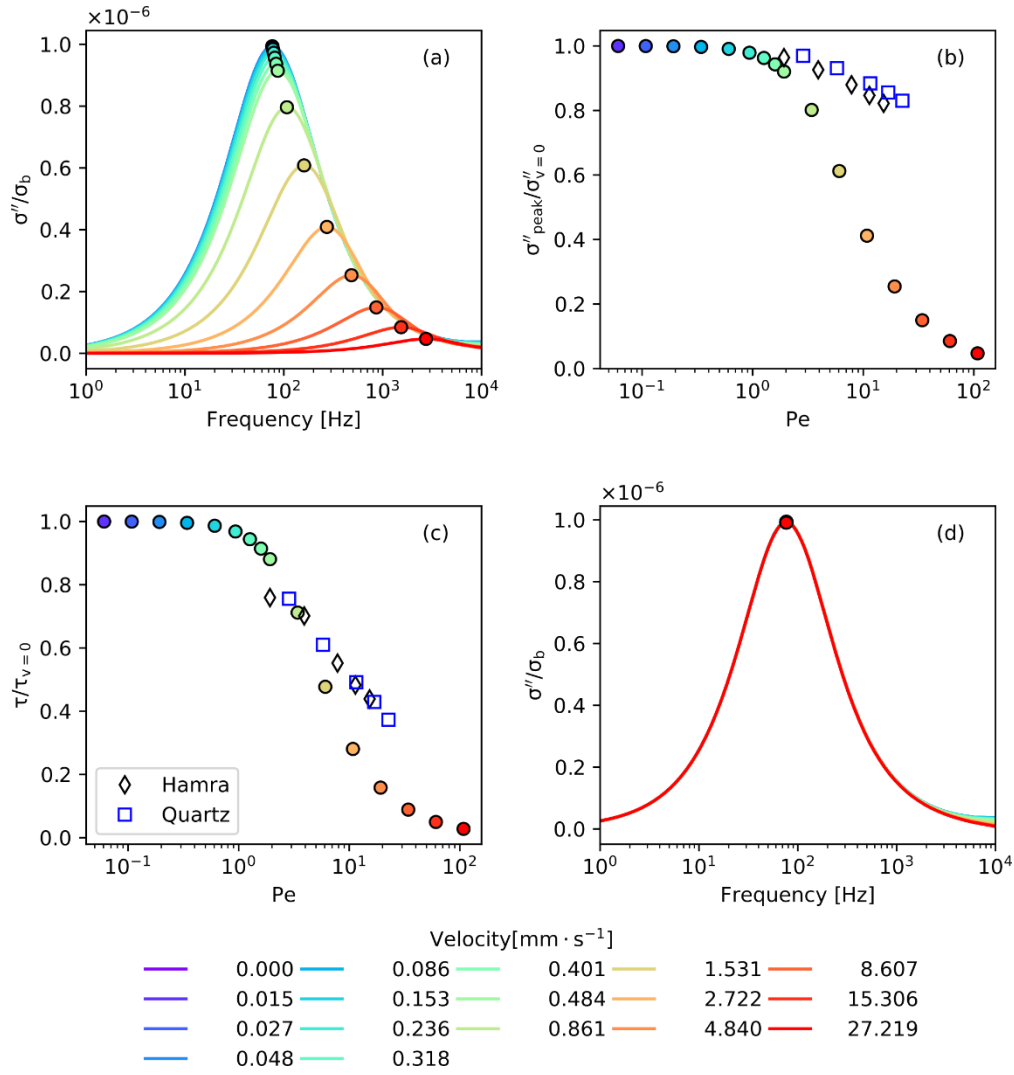 ×10⁻⁶
(a)
σ″/σb
1.0
0.8
0.6
0.4
0.2
0.0
10⁰ 10¹ 10² 10³ 10⁴
Frequency [Hz]
(b)
σ″peak/σ″v=0
1.0
0.8
0.6
0.4
0.2
0.0
10⁻¹ 10⁰ 10¹ 10²
Pe
(c)
τ/τv=0
1.0
0.8
0.6
0.4
0.2
0.0
Hamra
Quartz
10⁻¹ 10⁰ 10¹ 10²
Pe
×10⁻⁶
(d)
σ″/σb
1.0
0.8
0.6
0.4
0.2
0.0
10⁰ 10¹ 10² 10³ 10⁴
Frequency [Hz]
Velocity[mm · s⁻¹]
0.000 0.086 0.401 1.531 8.607
0.015 0.153 0.484 2.722 15.306
0.027 0.236 0.861 4.840 27.219
0.048 0.318